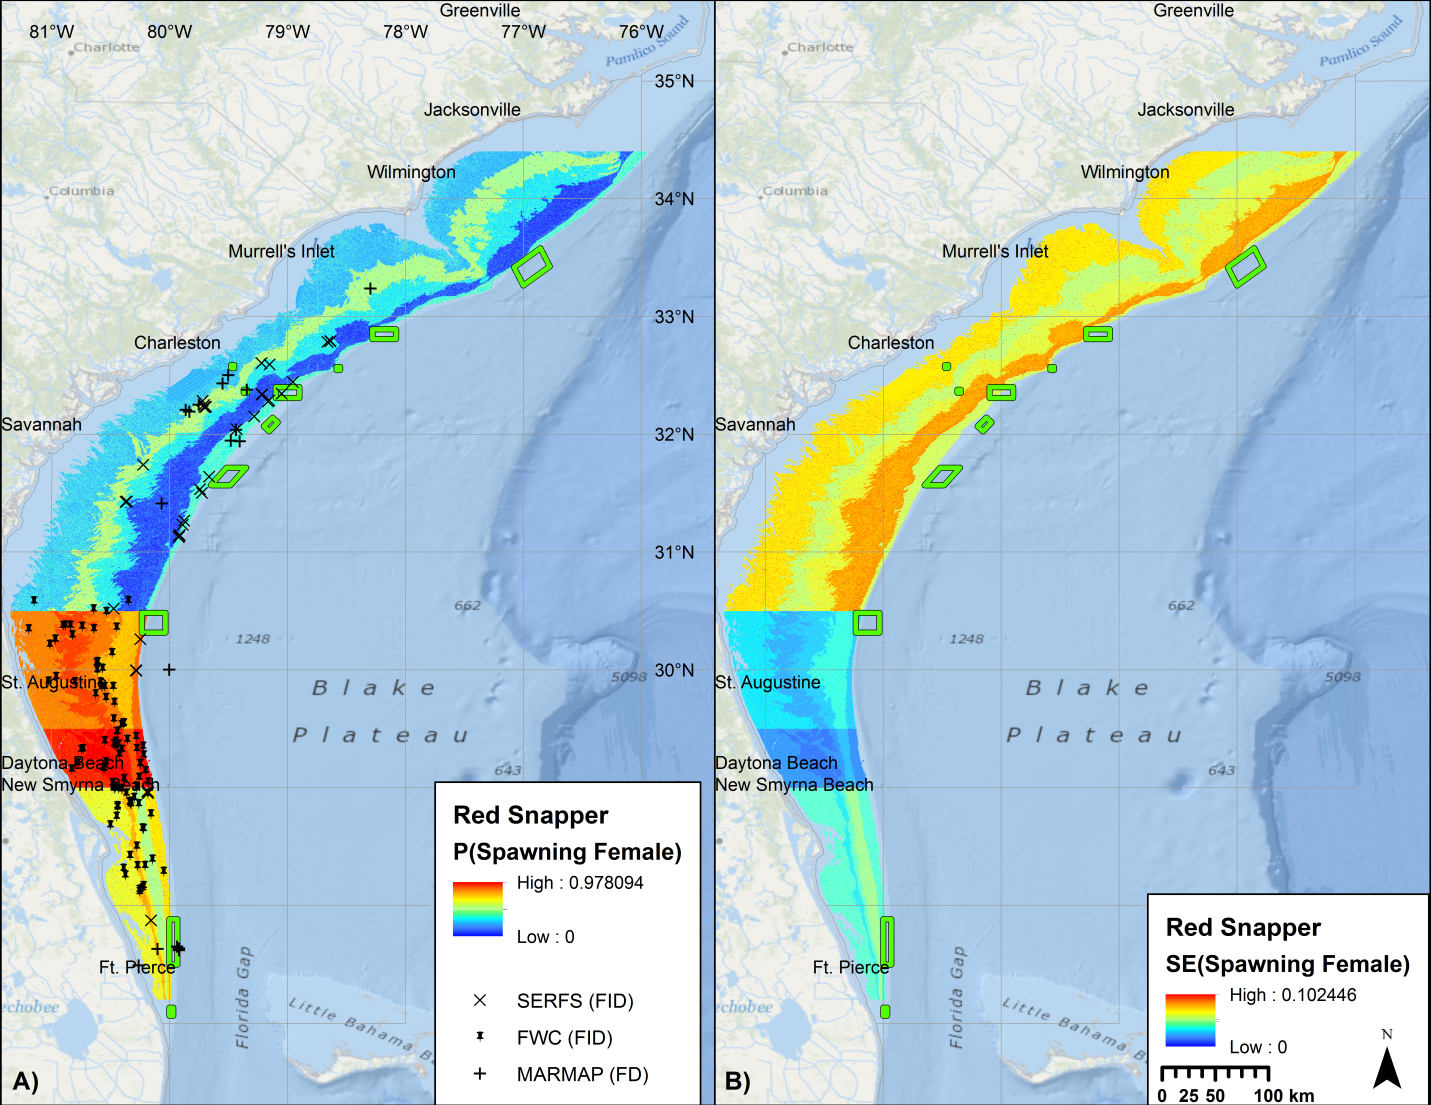 Greenville
81°W 80°W 79°W 78°W 77°W 76°W
Charlotte
Pamlico Sound
35°N
Jacksonville
Wilmington
Columbia
34°N
Murrell's Inlet
33°N
Charleston
Savannah
32°N
31°N
662
1248
30°N
5098
St. Augustine
Blake
Plateau
Daytona Beach
643
New Smyrna Beach
Red Snapper
P(Spawning Female)
High : 0.978094
Low : 0
SERFS (FID)
FWC (FID)
MARMAP (FD)
Ft. Pierce
Florida Gap
Little Bahama B
echobee
A)
Greenville
Charlotte
Pamlico Sound
Jacksonville
Wilmington
Columbia
Murrell's Inlet
Charleston
Savannah
662
1248
5098
St. Augustine
Blake
Plateau
Daytona Beach
643
New Smyrna Beach
Ft. Pierce
Florida Gap
Little Bahama B
echobee
Red Snapper
SE(Spawning Female)
High : 0.102446
Low : 0
N
0 25 50 100 km
B)